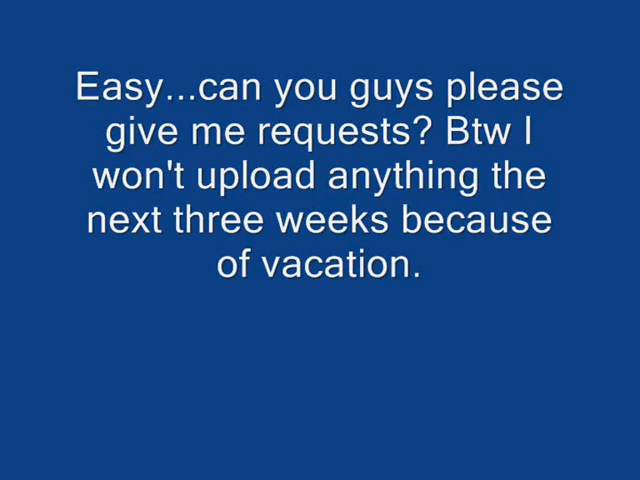 Easy...can you guys please
give me requests? Btw I
won't upload anything the
next three weeks because
of vacation.